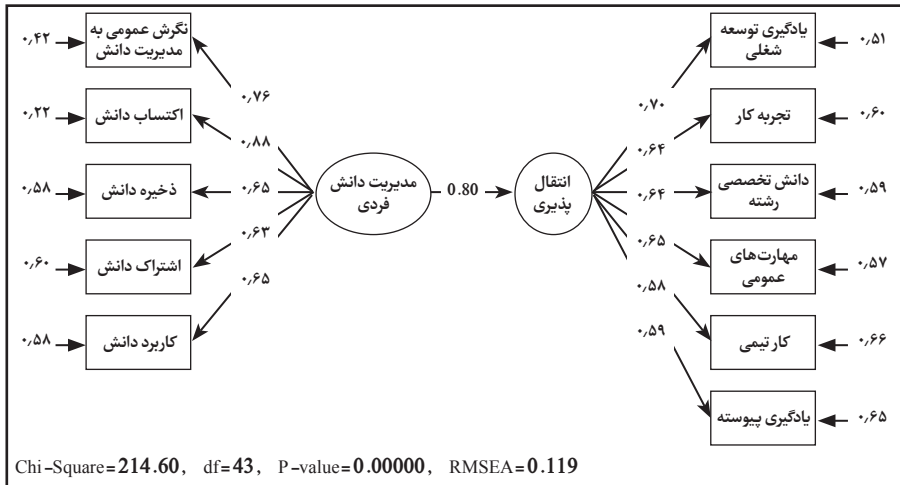 نگرش عمومی به
مدیریت دانش
۰٫۴۲
۰٫۷۶
اکتساب دانش
۰٫۲۲
۰٫۸۸
ذخیره دانش
۰٫۵۸
۰٫۶۵
اشتراک دانش
۰٫۶۰
۰٫۶۳
کاربرد دانش
۰٫۵۸
۰٫۶۵
مدیریت دانش
فردی
0.80
انتقال
پذیری
یادگیری توسعه
شغلی
۰٫۵۱
۰٫۷۰
تجربه کار
۰٫۶۰
۰٫۶۴
دانش تخصصی
رشته
۰٫۵۹
۰٫۶۴
مهارت‌های
عمومی
۰٫۵۷
۰٫۶۵
کار تیمی
۰٫۶۶
۰٫۵۸
یادگیری پیوسته
۰٫۶۵
۰٫۵۹
Chi-Square=214.60, df=43, P-value=0.00000, RMSEA=0.119